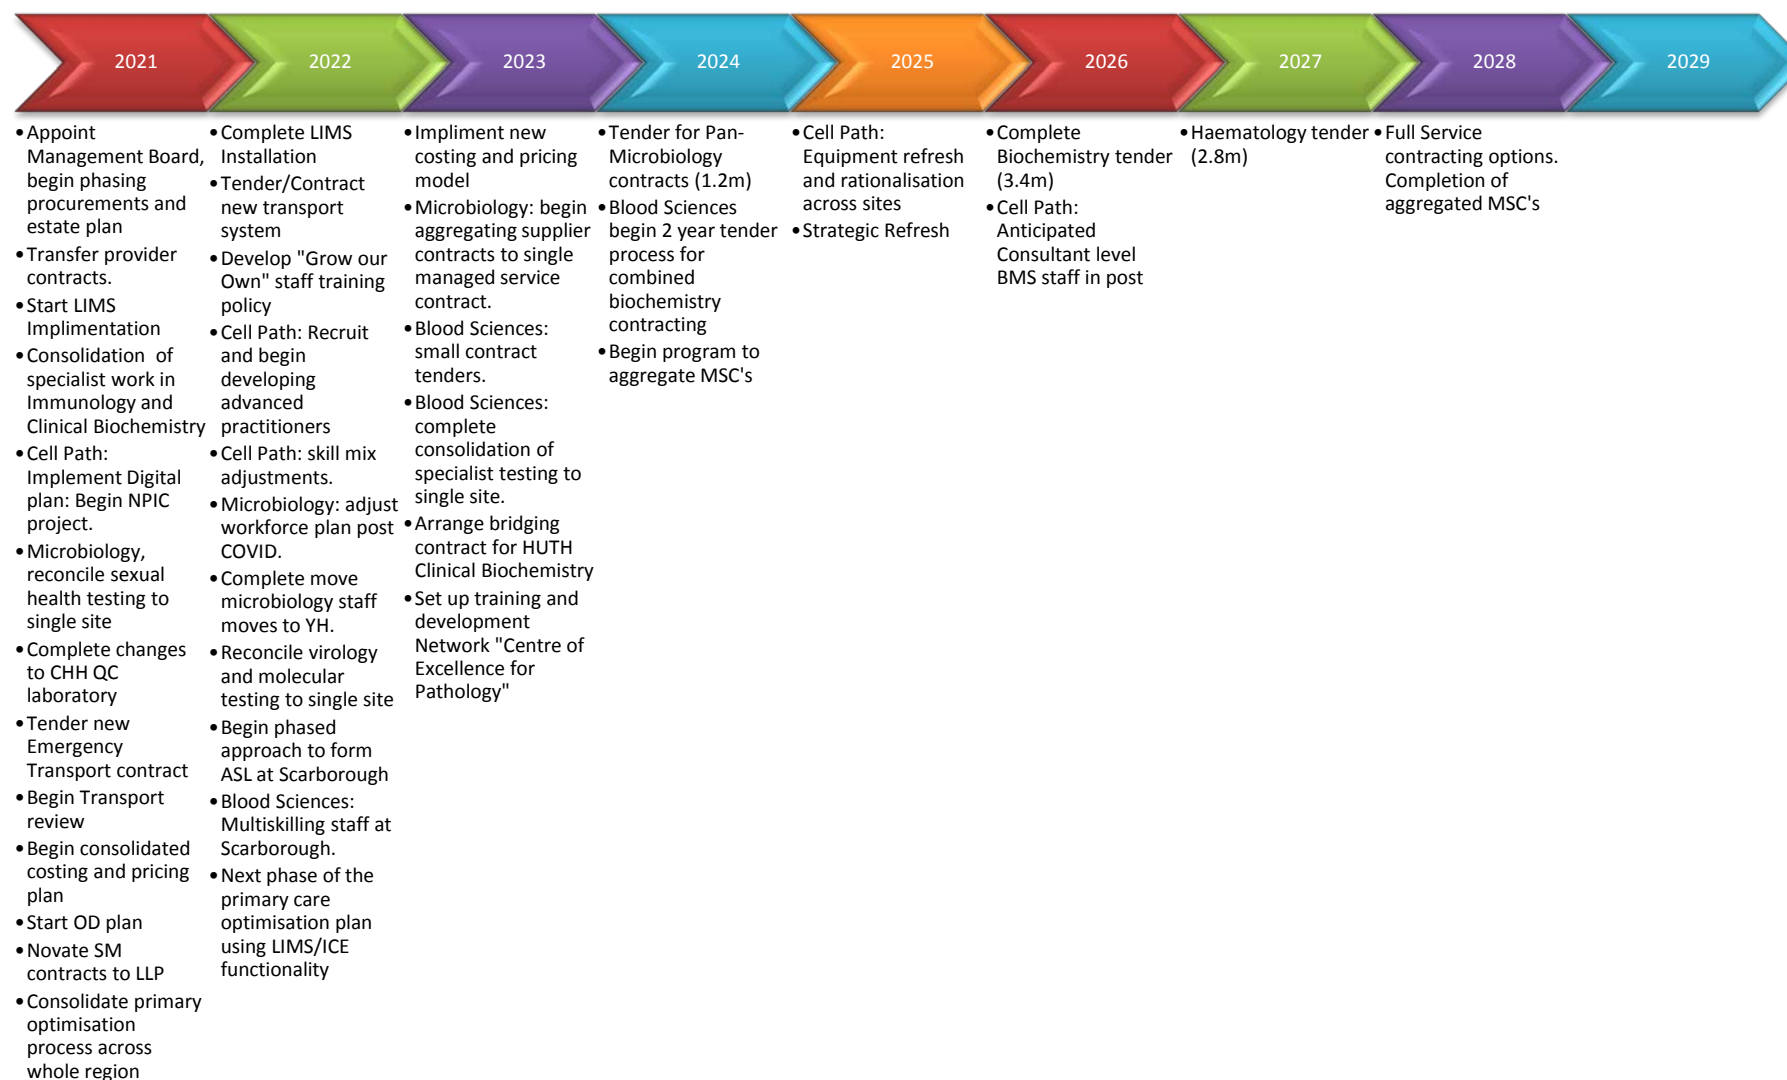 2021
2022
2023
2024
2025
2026
2027
2028
2029
•Appoint
Management Board,
begin phasing
procurements and
estate plan
•Transfer provider
contracts.
•Start LIMS
Implimentation
•Consolidation of
specialist work in
Immunology and
Clinical Biochemistry
•Cell Path:
Implement Digital
plan: Begin NPIC
project.
•Microbiology,
reconcile sexual
health testing to
single site
•Complete changes
to CHH QC
laboratory
•Tender new
Emergency
Transport contract
•Begin Transport
review
•Begin consolidated
costing and pricing
plan
•Start OD plan
•Novate SM
contracts to LLP
•Consolidate primary
optimisation
process across
whole region
•Complete LIMS
Installation
•Tender/Contract
new transport
system
•Develop "Grow our
Own" staff training
policy
•Cell Path: Recruit
and begin
developing
advanced
practitioners
•Cell Path: skill mix
adjustments.
•Microbiology: adjust
workforce plan post
COVID.
•Complete move
microbiology staff
moves to YH.
•Reconcile virology
and molecular
testing to single site
•Begin phased
approach to form
ASL at Scarborough
•Blood Sciences:
Multiskilling staff at
Scarborough.
•Next phase of the
primary care
optimisation plan
using LIMS/ICE
functionality
•Impliment new
costing and pricing
model
•Microbiology: begin
aggregating supplier
contracts to single
managed service
contract.
•Blood Sciences:
small contract
tenders.
•Blood Sciences:
complete
consolidation of
specialist testing to
single site.
•Arrange bridging
contract for HUTH
Clinical Biochemistry
•Set up training and
development
Network "Centre of
Excellence for
Pathology"
•Tender for Pan-
Microbiology
contracts (1.2m)
•Blood Sciences
begin 2 year tender
process for
combined
biochemistry
contracting
•Begin program to
aggregate MSC's
•Cell Path:
Equipment refresh
and rationalisation
across sites
•Strategic Refresh
•Complete
Biochemistry tender
(3.4m)
•Cell Path:
Anticipated
Consultant level
BMS staff in post
•Haematology tender
(2.8m)
•Full Service
contracting options.
Completion of
aggregated MSC's